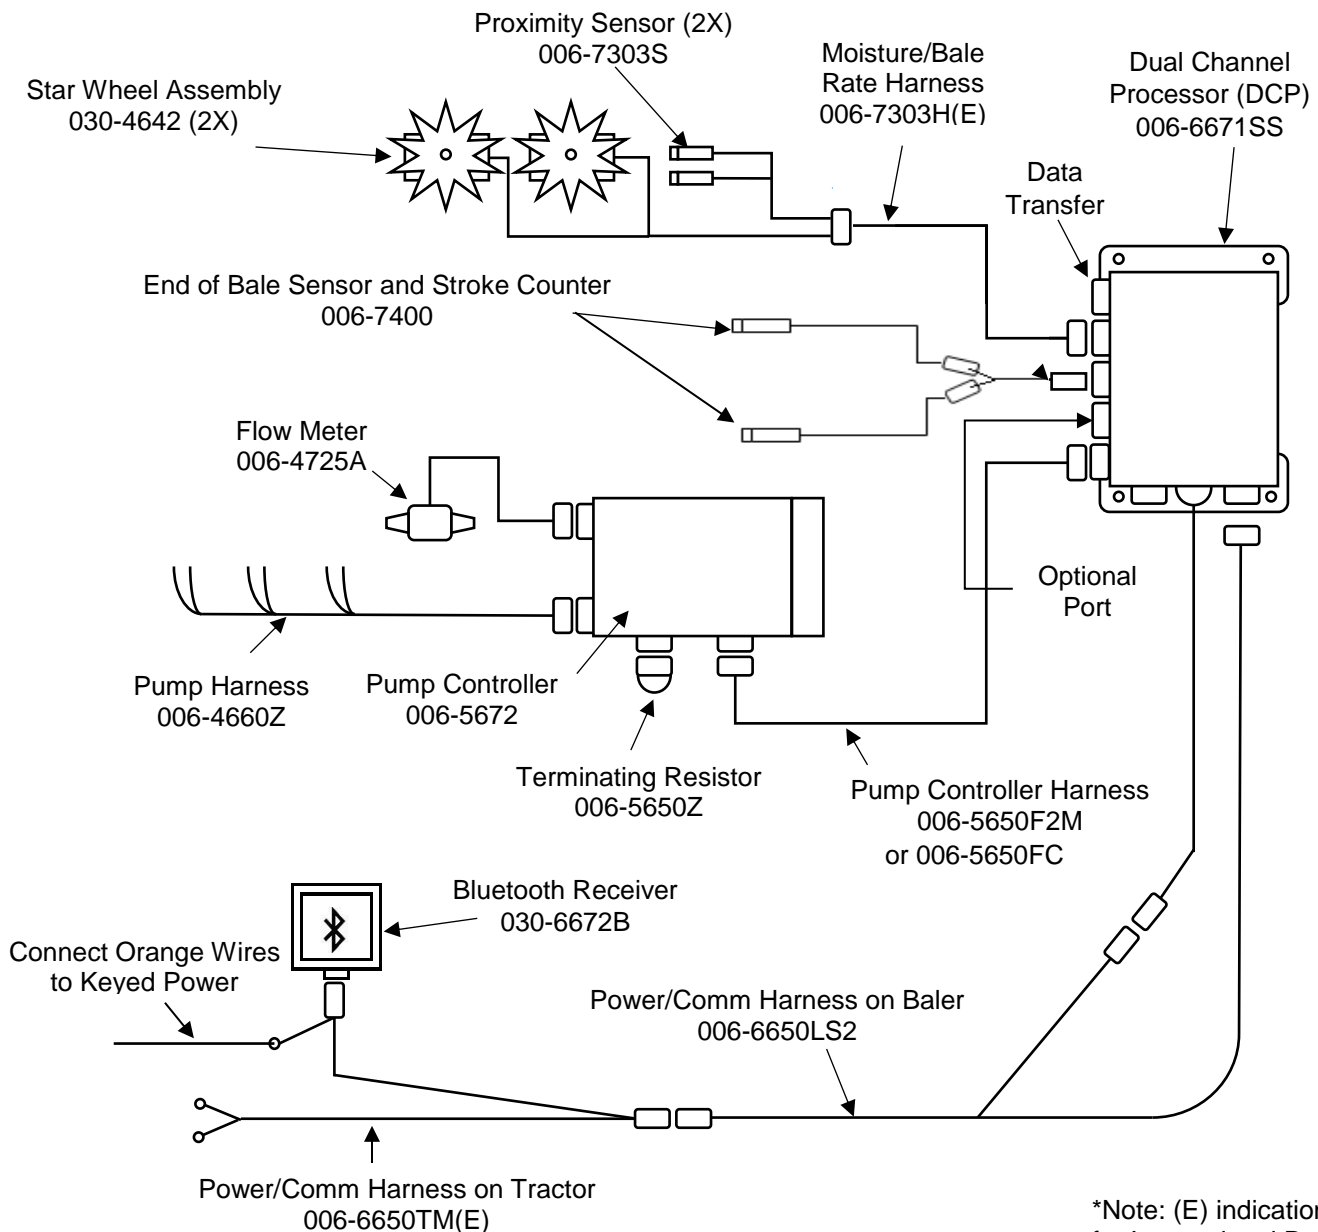 Proximity Sensor (2X)
006-7303S
Star Wheel Assembly
030-4642 (2X)
Moisture/Bale
Rate Harness
006-7303H(E)
Dual Channel
Processor (DCP)
006-6671SS
Data
Transfer
End of Bale Sensor and Stroke Counter
006-7400
Flow Meter
006-4725A
Optional
Port
Pump Harness
006-4660Z
Pump Controller
006-5672
Terminating Resistor
006-5650Z
Pump Controller Harness
006-5650F2M
or 006-5650FC
Bluetooth Receiver
030-6672B
Connect Orange Wires
to Keyed Power
Power/Comm Harness on Baler
006-6650LS2
Power/Comm Harness on Tractor
006-6650TM(E)
*Note: (E) indication